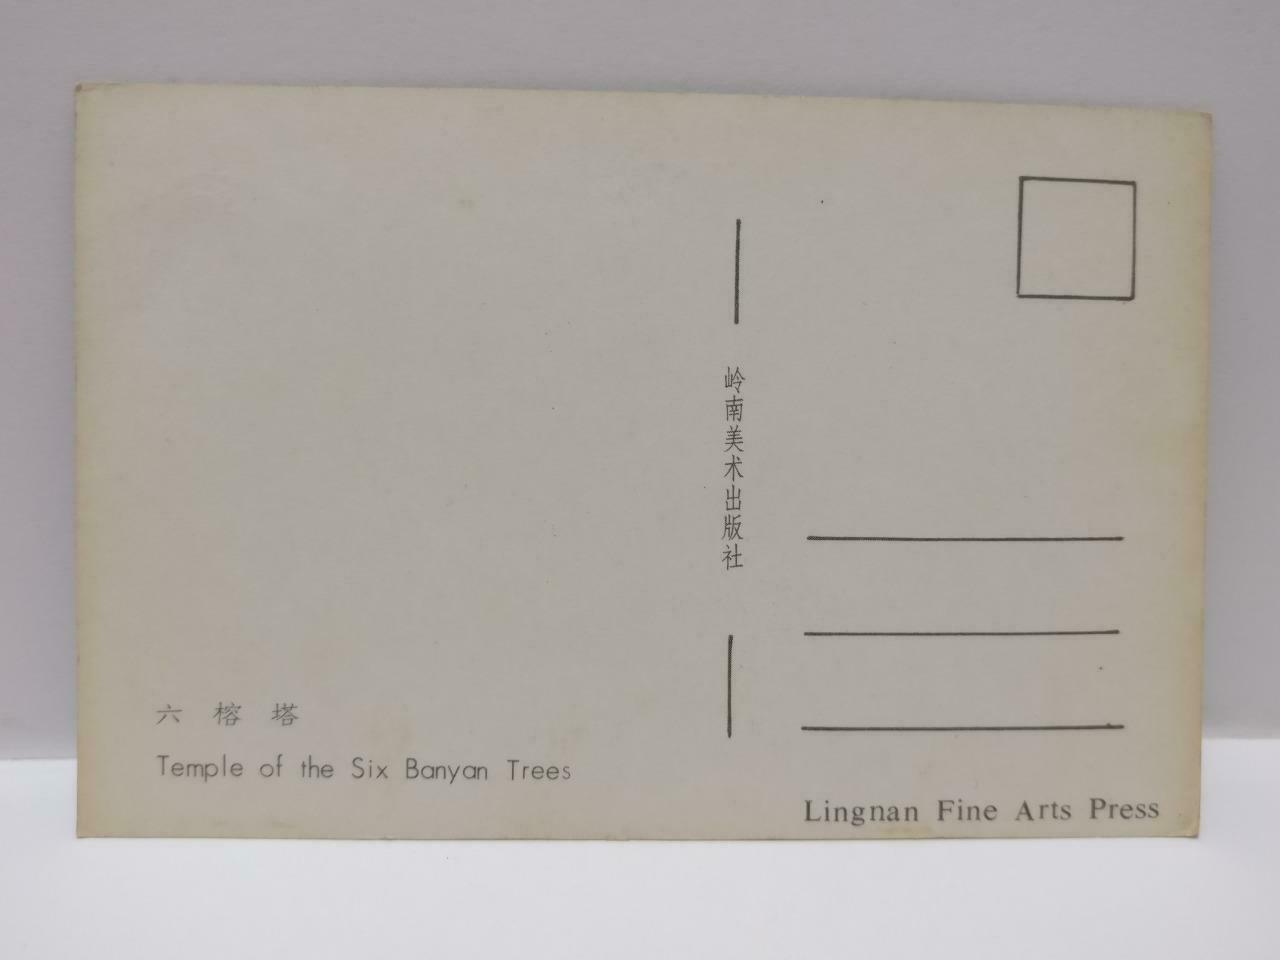 岭南美术出版社
六榕塔
Temple of the Six Banyan Trees
Lingnan Fine Arts Press